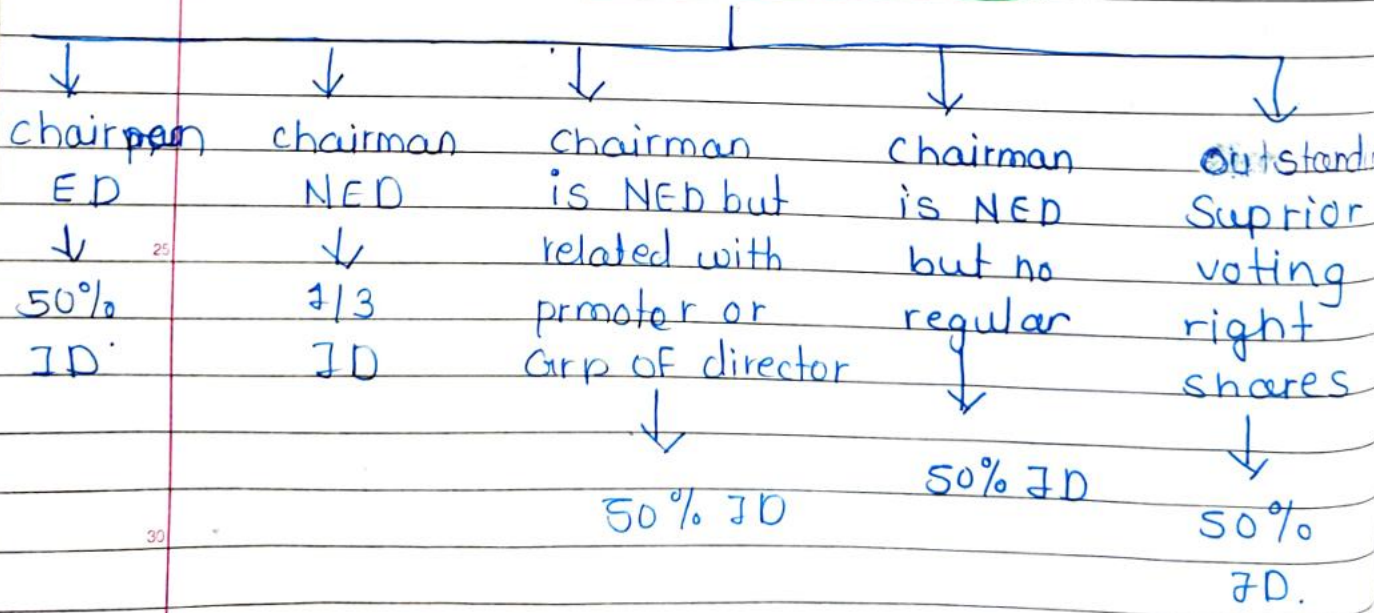 chairpen
ED
50%
ID
chairman
NED
1/3
ID
Chairman
is NED but
related with
prmoter or
Grp of director
50% ID
Chairman
is NED
but no
regular
50% ID
outstand
Suprior
voting
right
shares
50%
ID.
25
30